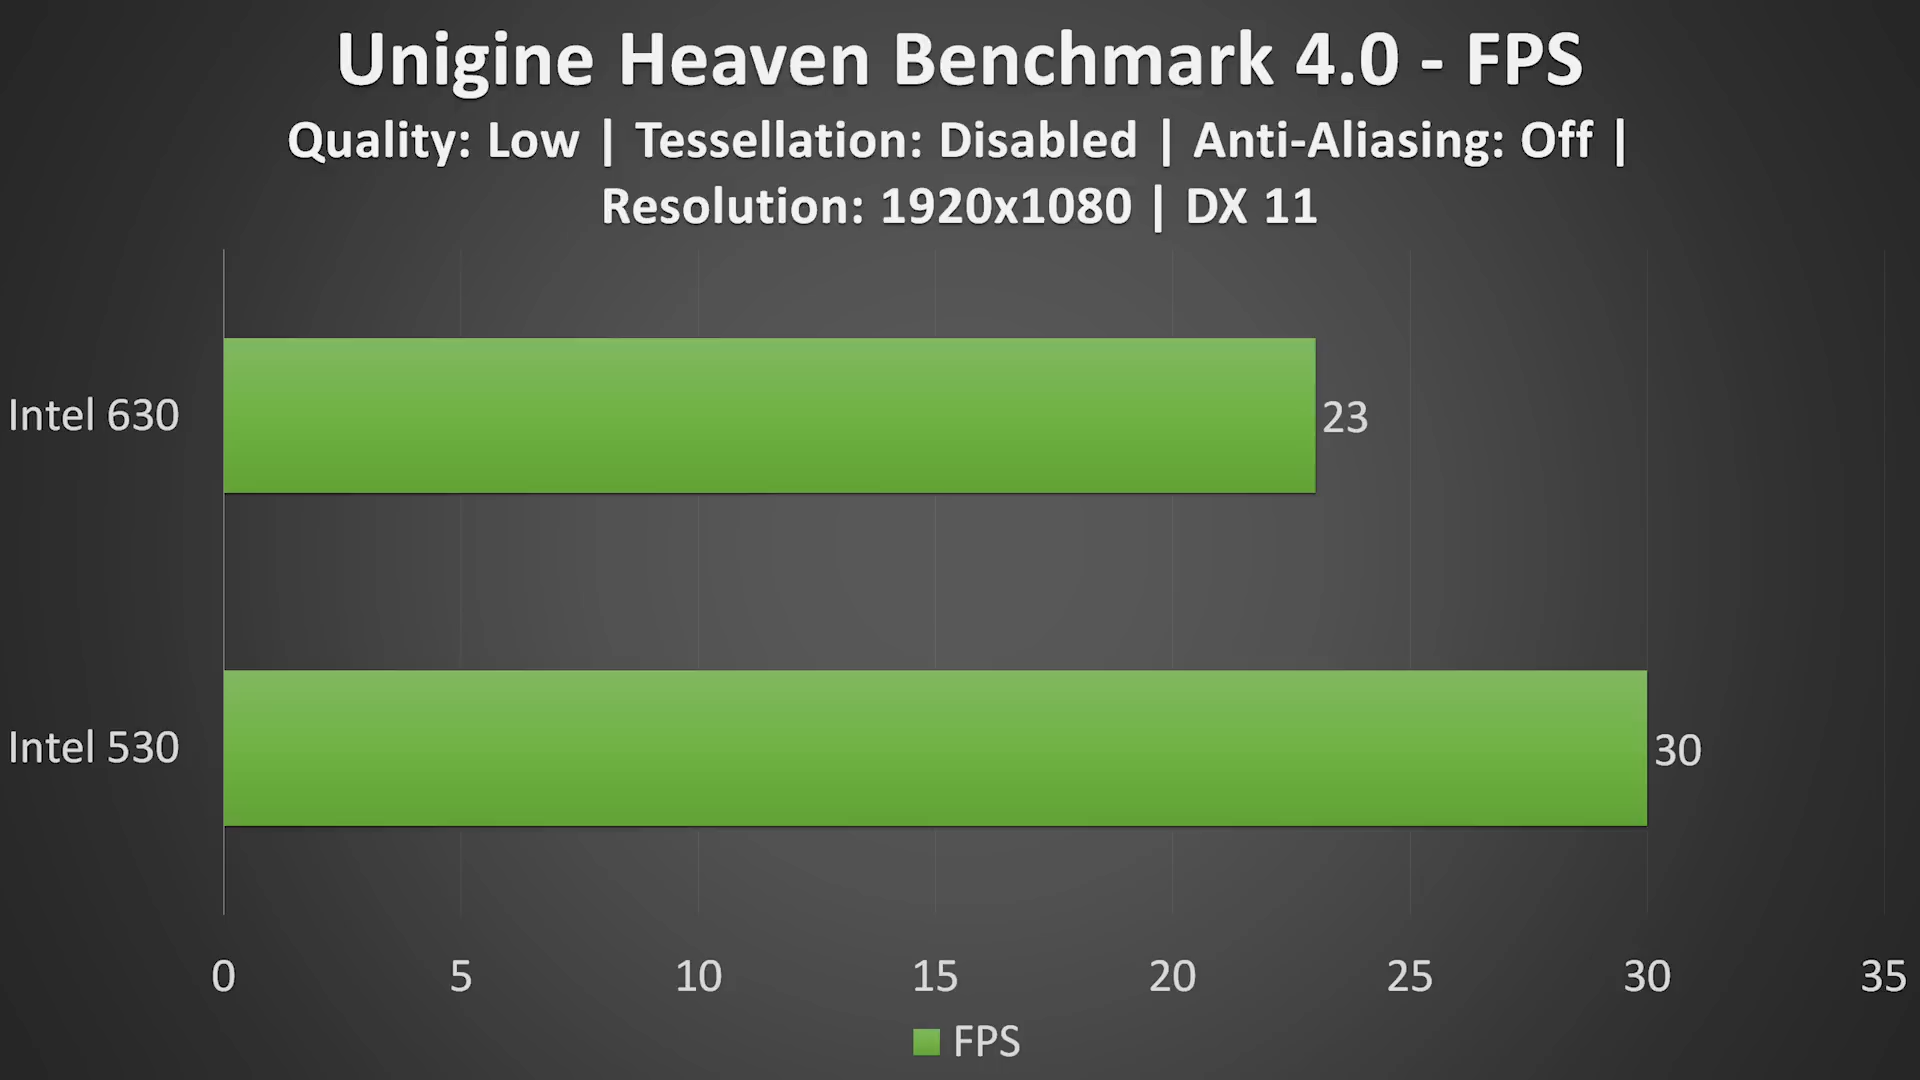 Unigine Heaven Benchmark 4.0 - FPS
Quality: Low | Tessellation: Disabled | Anti-Aliasing: Off |
Resolution: 1920x1080 | DX 11
Intel 630
23
Intel 530
30
0 5 10 15 20 25 30 35
FPS